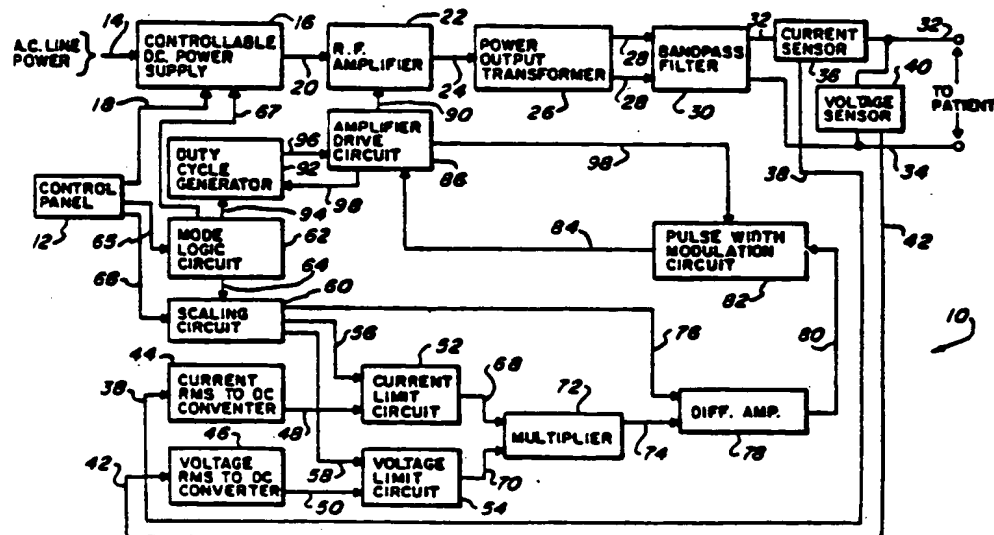 14
16
22
32
32
A.C. LINE
POWER
CONTROLLABLE
D.C. POWER
SUPPLY
R.F.
AMPLIFIER
POWER
OUTPUT
TRANSFORMER
BANDPASS
FILTER
CURRENT
SENSOR
28
28
36
40
18
67
20
24
26
30
VOLTAGE
SENSOR
TO
PATIENT
90
96
92
98
DUTY
CYCLE
GENERATOR
AMPLIFIER
DRIVE
CIRCUIT
86
98
38
34
CONTROL
PANEL
12
65
66
94
62
MODE
LOGIC
CIRCUIT
84
PULSE WIDTH
MODULATION
CIRCUIT
82
42
64
60
SCALING
CIRCUIT
56
76
80
10
44
52
68
38
CURRENT
RMS TO DC
CONVERTER
48
CURRENT
LIMIT
CIRCUIT
72
MULTIPLIER
74
DIFF. AMP.
78
46
42
VOLTAGE
RMS TO DC
CONVERTER
58
50
VOLTAGE
LIMIT
CIRCUIT
70
54